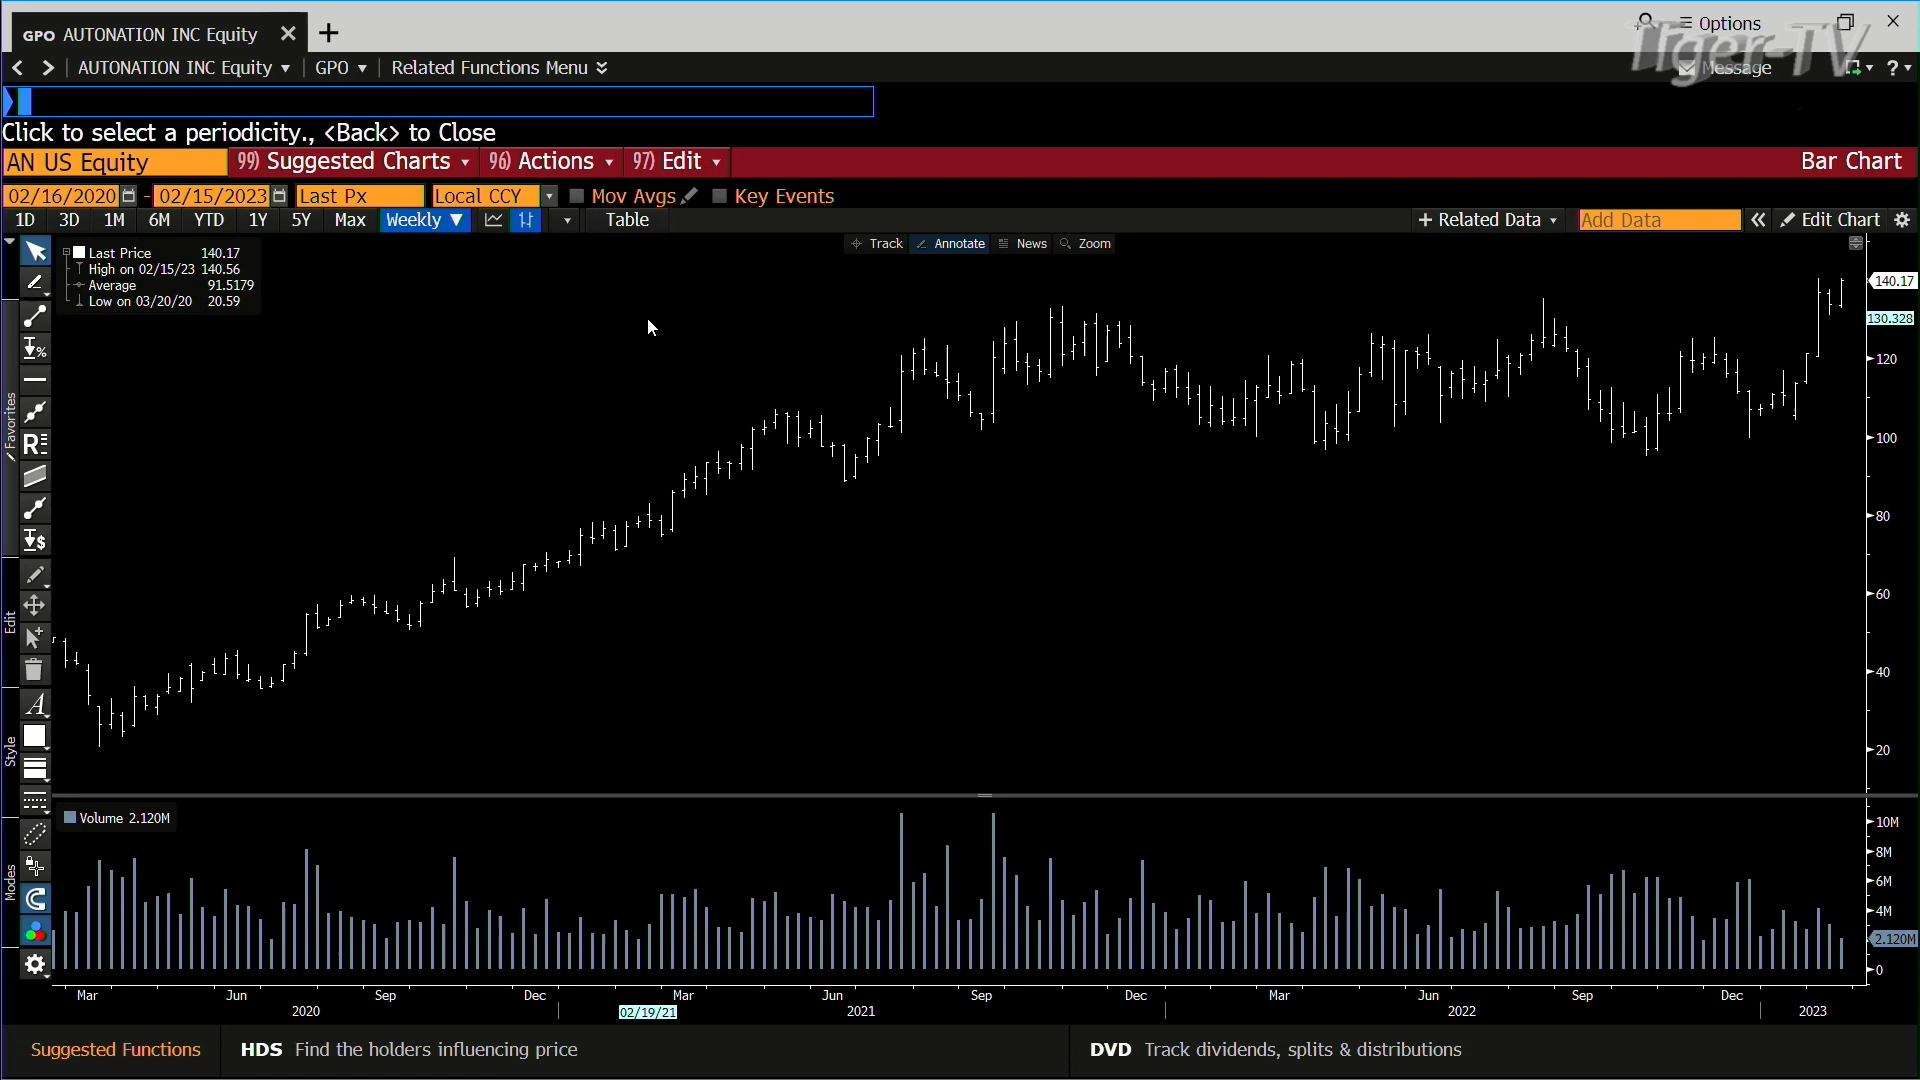 GPO AUTONATION INC Equity
Options
Tiger-TV
AUTONATION INC Equity GPO Related Functions Menu
Message ?
Click to select a periodicity., <Back> to Close
AN US Equity 99) Suggested Charts 96) Actions 97) Edit Bar Chart
02/16/2020 - 02/15/2023 Last Px Local CCY Mov Avgs Key Events
1D 3D 1M 6M YTD 1Y 5Y Max Weekly Table + Related Data Add Data Edit Chart
Track Annotate News Zoom
Last Price 140.17
High on 02/15/23 140.56
Average 91.5179
Low on 03/20/20 20.59
Favorites
Edit
Style
Modes
140.17
130.328
120
100
80
60
40
20
Volume 2.120M
10M
8M
6M
4M
2.120M
0
Mar Jun Sep Dec Mar Jun Sep Dec Mar Jun Sep Dec
2020 02/19/21 2021 2022 2023
Suggested Functions HDS Find the holders influencing price DVD Track dividends, splits & distributions